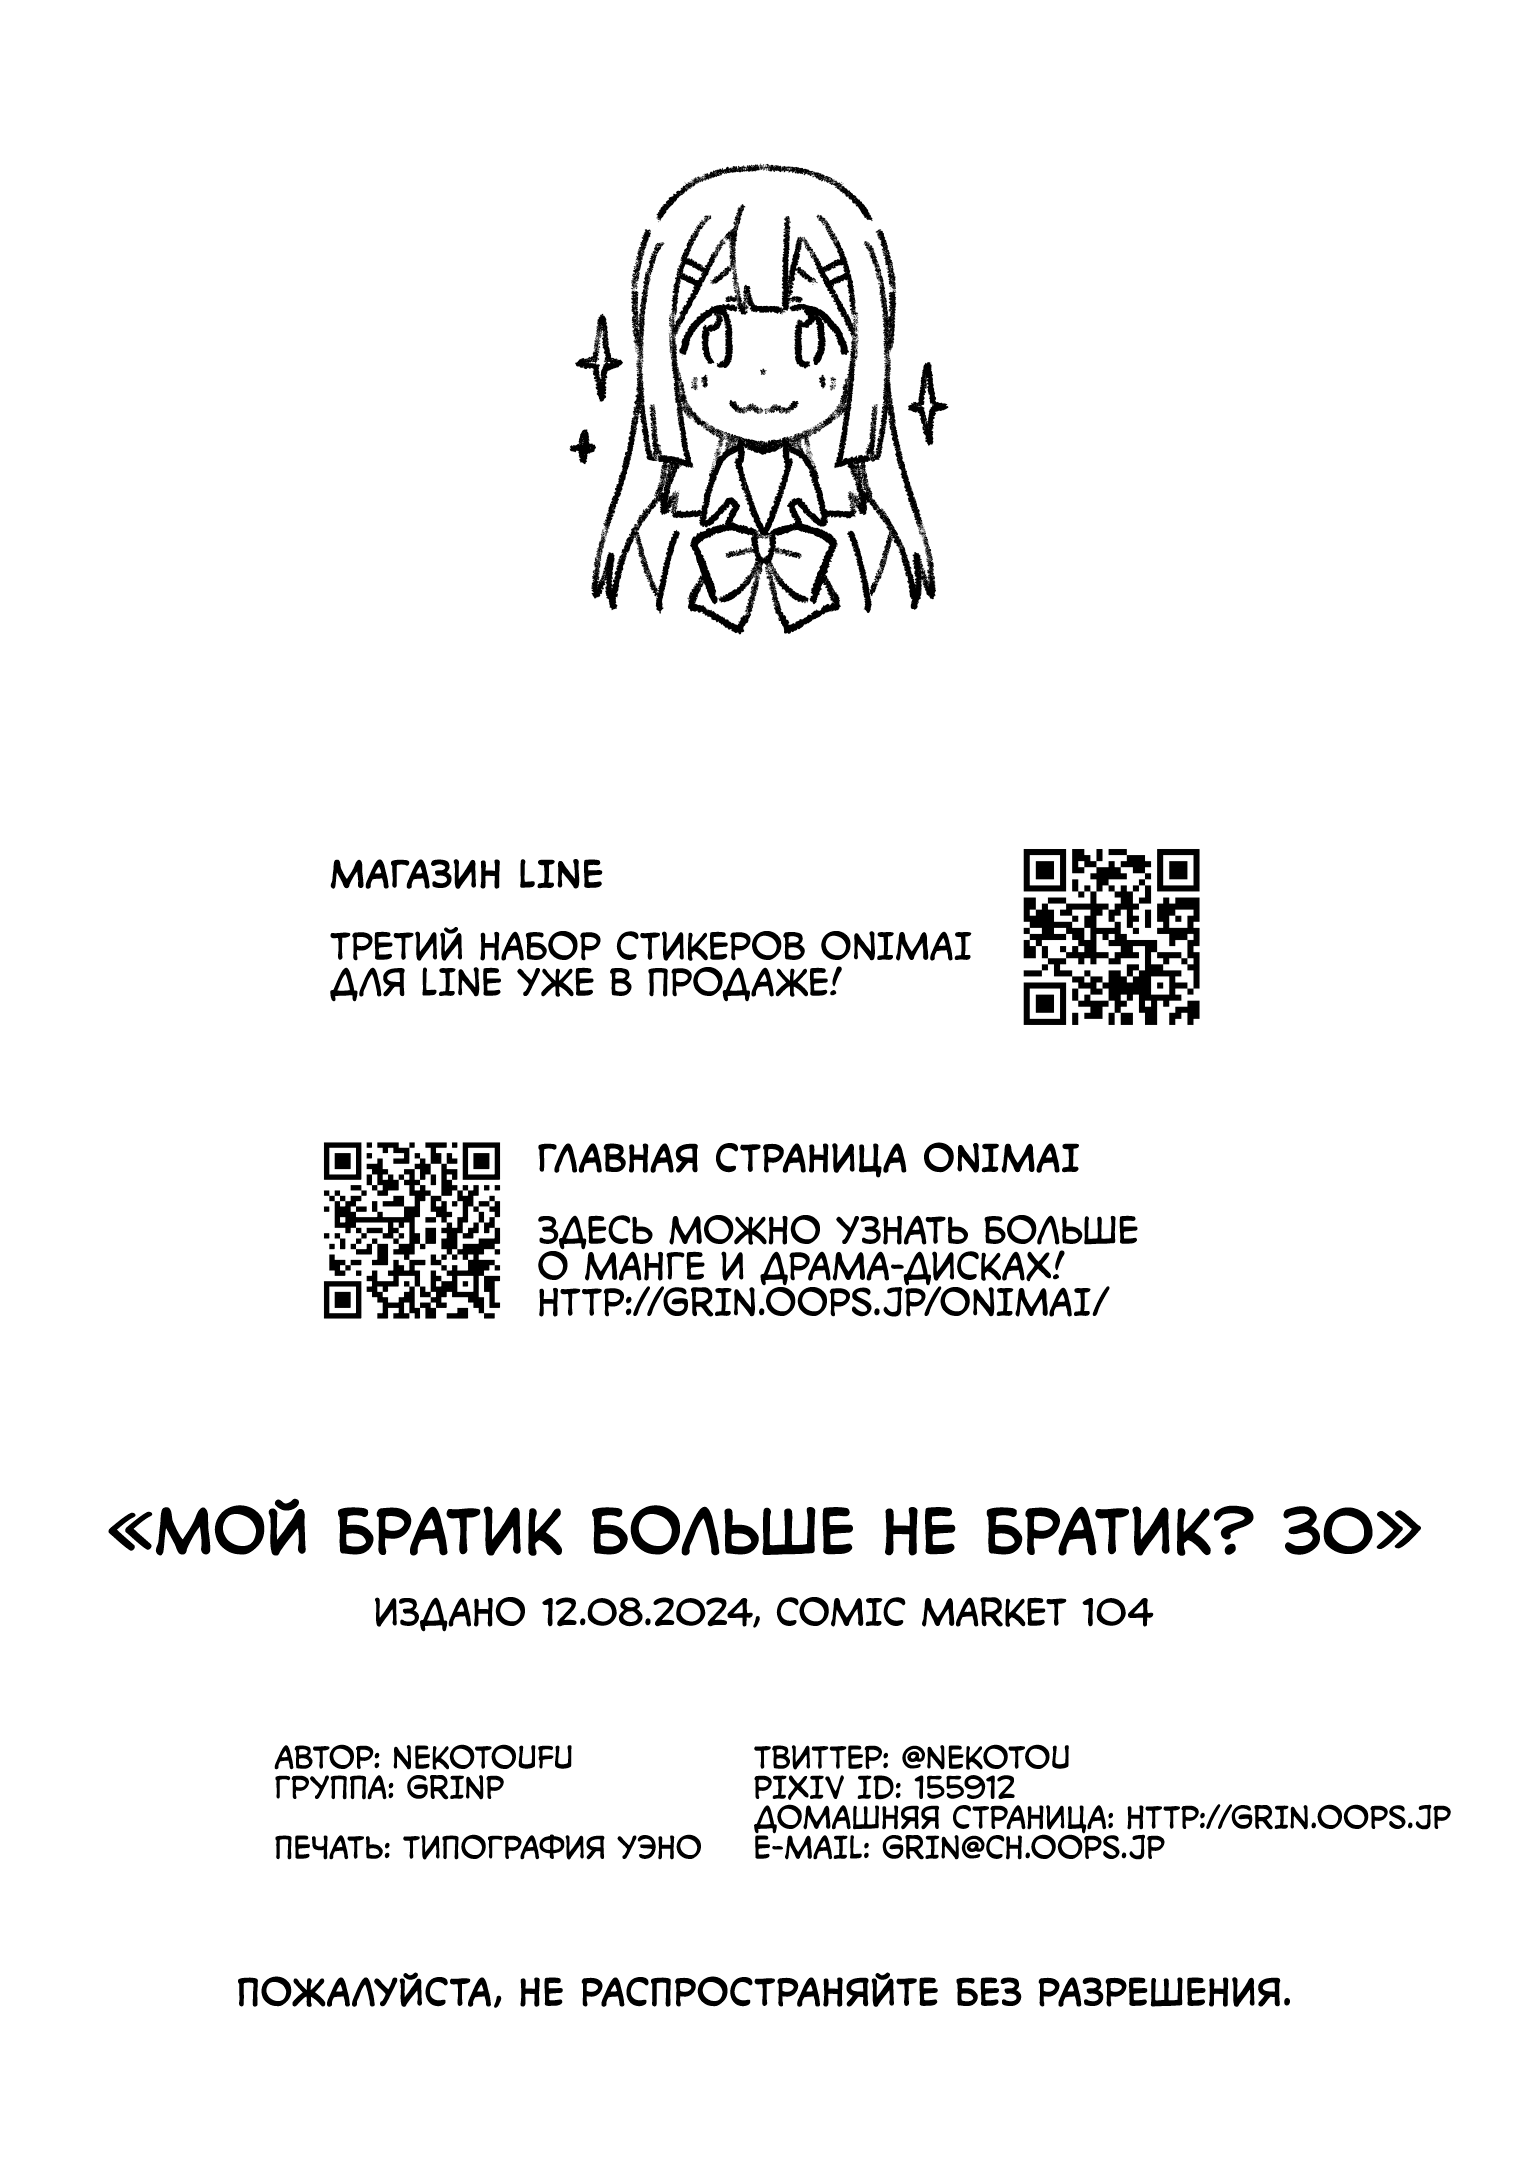 МАГАЗИН LINE
ТРЕТИЙ НАБОР СТИКЕРОВ ONIMAI
ДЛЯ LINE УЖЕ В ПРОДАЖЕ!
ГЛАВНАЯ СТРАНИЦА ONIMAI
ЗДЕСЬ МОЖНО УЗНАТЬ БОЛЬШЕ
О МАНГЕ И ДРАМА-ДИСКАХ!
HTTP://GRIN.OOPS.JP/ONIMAI/
«МОЙ БРАТИК БОЛЬШЕ НЕ БРАТИК? 30»
ИЗДАНО 12.08.2024, COMIC MARKET 104
АВТОР: NEKOTOUFU
ГРУППА: GRINP
ПЕЧАТЬ: ТИПОГРАФИЯ УЭНО
ТВИТТЕР: @NEKOTOU
PIXIV ID: 155912
ДОМАШНЯЯ СТРАНИЦА: HTTP://GRIN.OOPS.JP
E-MAIL: GRIN@CH.OOPS.JP
ПОЖАЛУЙСТА, НЕ РАСПРОСТРАНЯЙТЕ БЕЗ РАЗРЕШЕНИЯ.